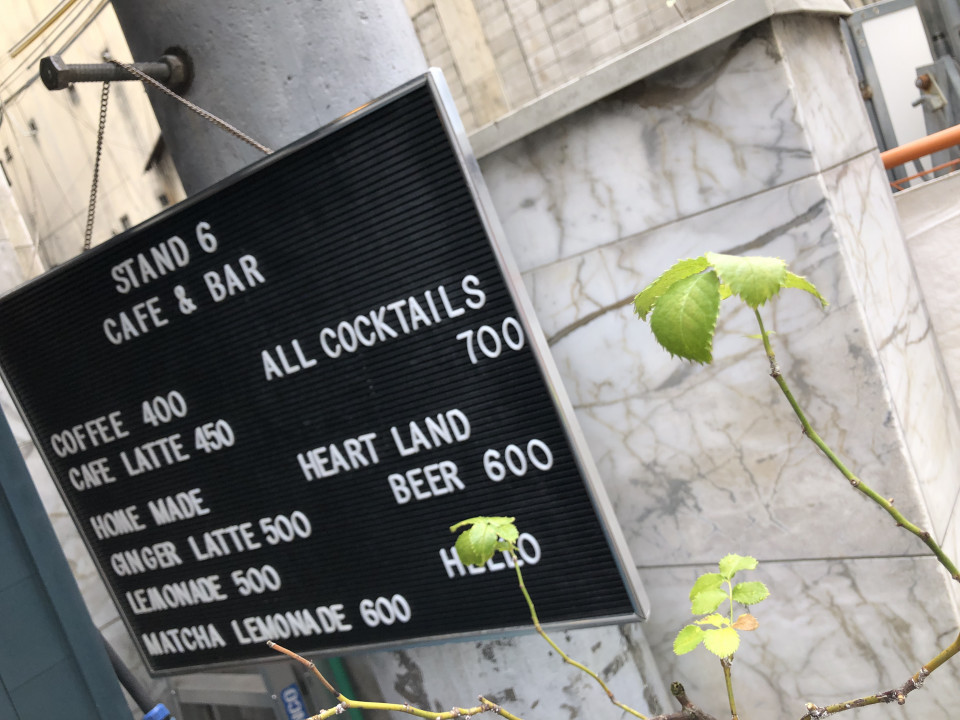 STAND 6
CAFE & BAR
COFFEE 400
CAFE LATTE 450
HOME MADE
GINGER LATTE 500
LEMONADE 500
MATCHA LEMONADE 600
ALL COCKTAILS
700
HEART LAND
BEER 600
HELLO